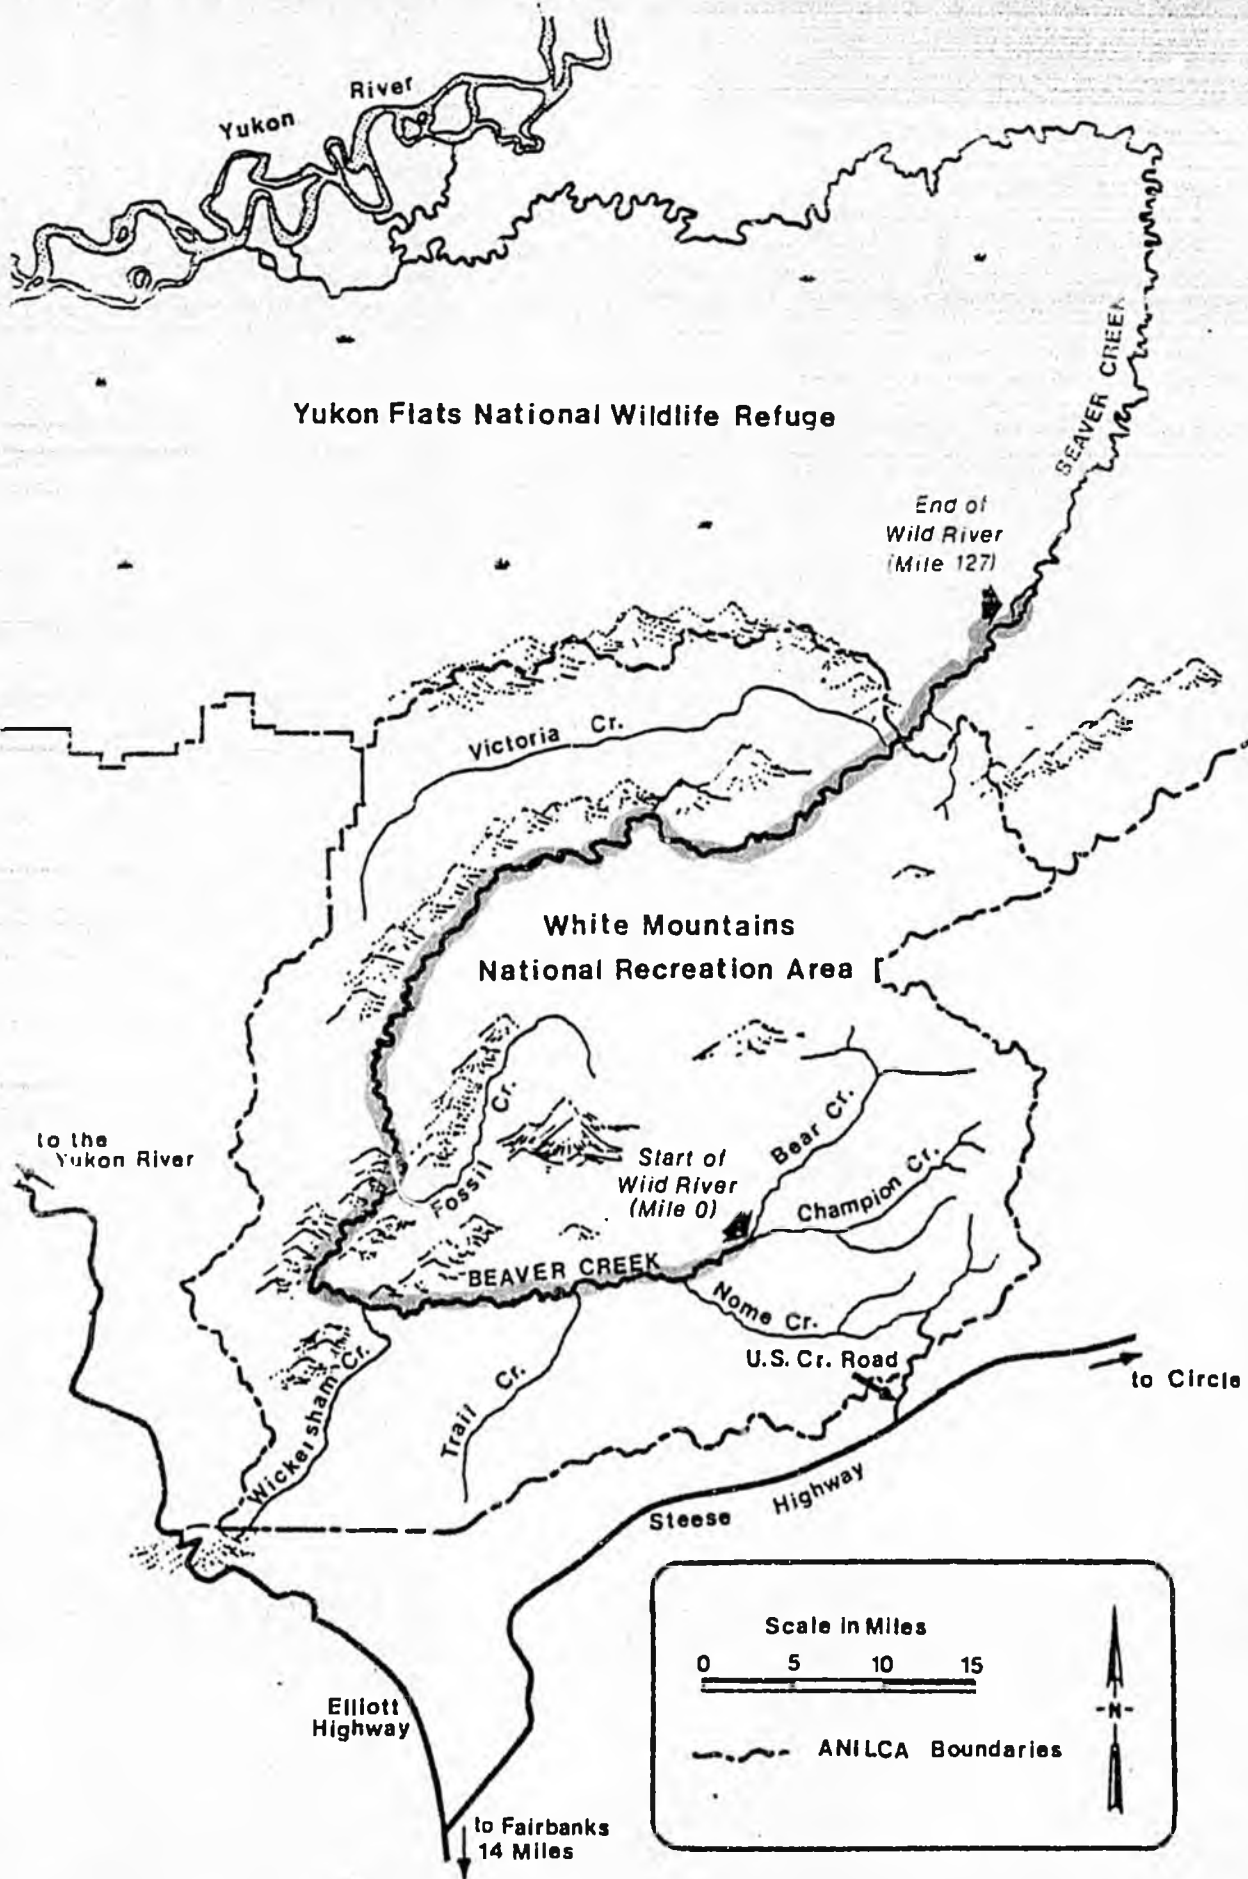 Yukon River
Yukon Flats National Wildlife Refuge
BEAVER CREEK
End of
Wild River
(Mile 127)
Victoria Cr.
White Mountains
National Recreation Area
to the
Yukon River
Fossil Cr.
Start of
Wild River
(Mile 0)
Bear Cr.
Champion Cr.
BEAVER CREEK
Nome Cr.
U.S. Cr. Road
to Circle
Wickersham Cr.
Trail Cr.
Steese Highway
Elliott
Highway
to Fairbanks
14 Miles
Scale in Miles
0 5 10 15
-N-
ANILCA Boundaries